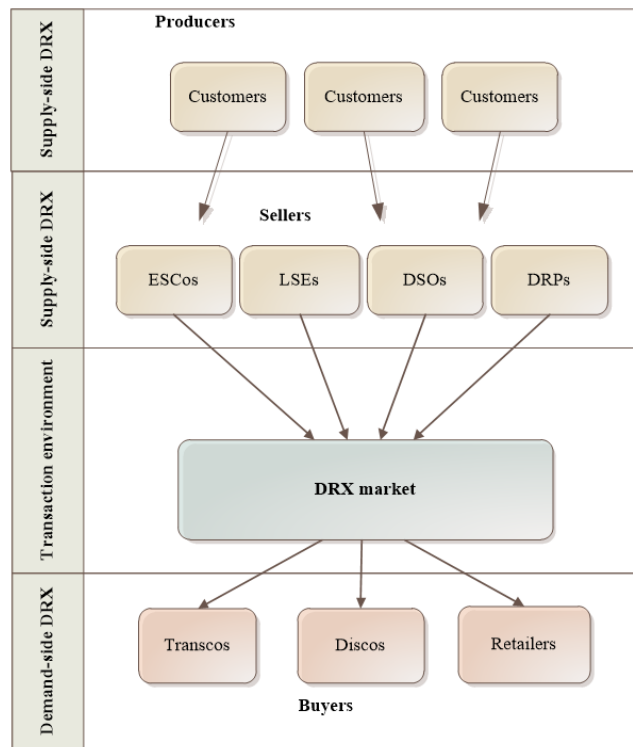 Producers
Supply-side DRX
Customers
Customers
Customers
Supply-side DRX
Sellers
ESCos
LSEs
DSOs
DRPs
Transaction environment
DRX market
Demand-side DRX
Transcos
Discos
Retailers
Buyers